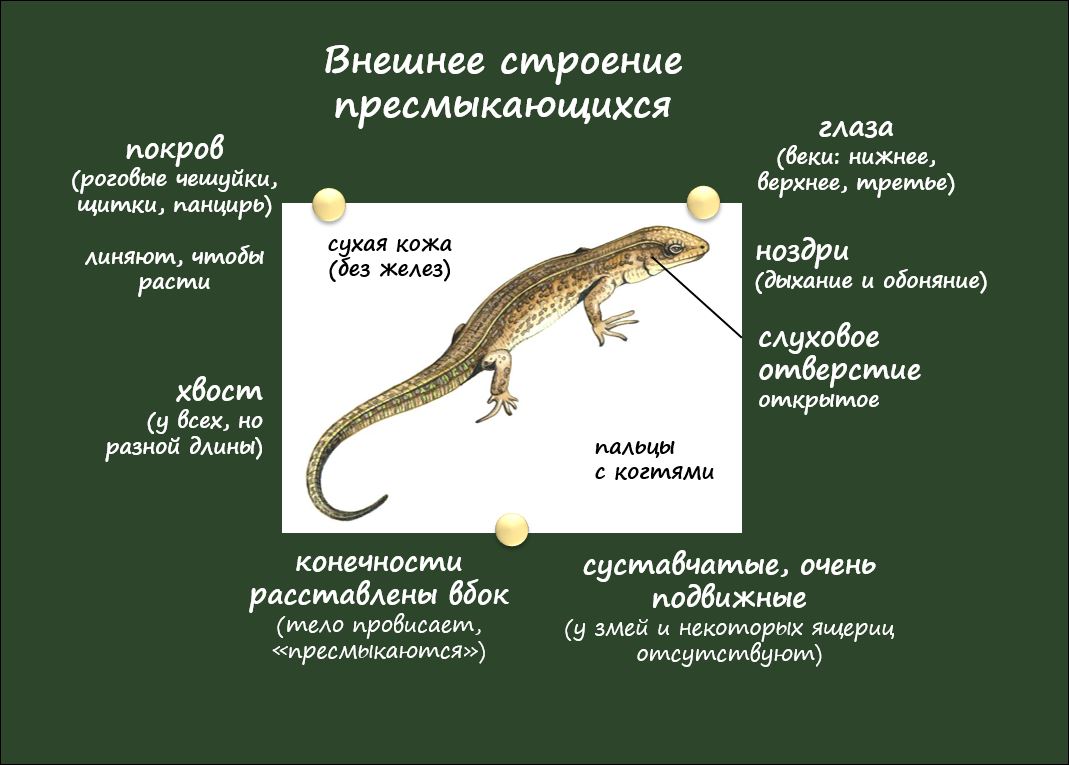 Внешнее строение
пресмыкающихся
покров
(роговые чешуйки,
щитки, панцирь)
линяют, чтобы
расти
хвост
(у всех, но
разной длины)
сухая кожа
(без желез)
пальцы
с когтями
глаза
(веки: нижнее,
верхнее, третье)
ноздри
(дыхание и обоняние)
слуховое
отверстие
открытое
конечности
расставлены вбок
(тело провисает,
«пресмыкаются»)
суставчатые, очень
подвижные
(у змей и некоторых ящериц
отсутствуют)